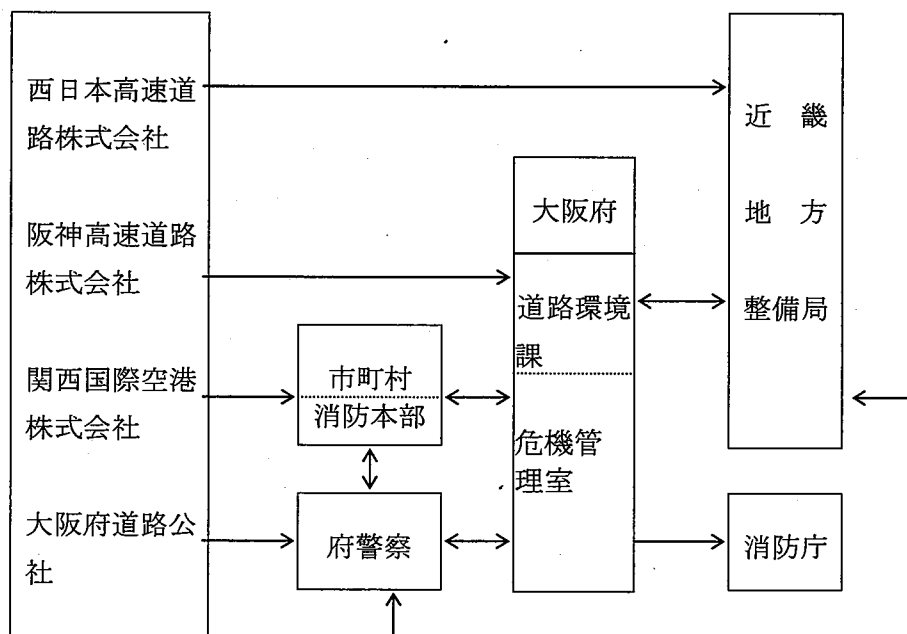 西日本高速道
路株式会社
阪神高速道路
株式会社
関西国際空港
株式会社
大阪府道路公
社
市町村
消防本部
府警察
大阪府
道路環境
課
危機管
理室
近畿
地方
整備局
消防庁